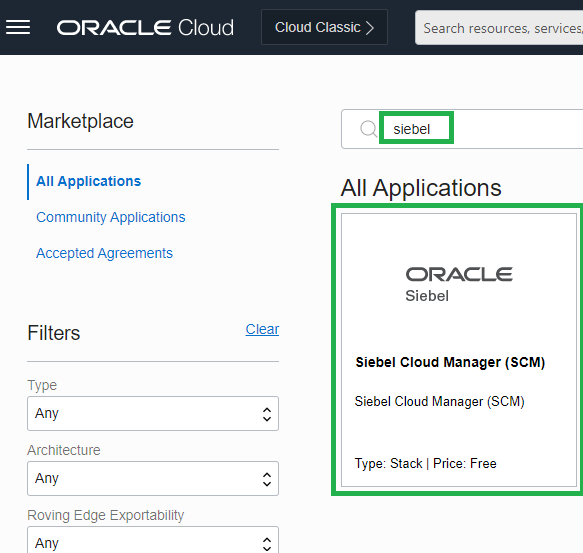 ORACLE Cloud
Cloud Classic
Search resources, services,
Marketplace
All Applications
Community Applications
Accepted Agreements
Filters
Clear
Type
Any
Architecture
Any
Roving Edge Exportability
Any
siebel
All Applications
ORACLE
Siebel
Siebel Cloud Manager (SCM)
Siebel Cloud Manager (SCM)
Type: Stack | Price: Free